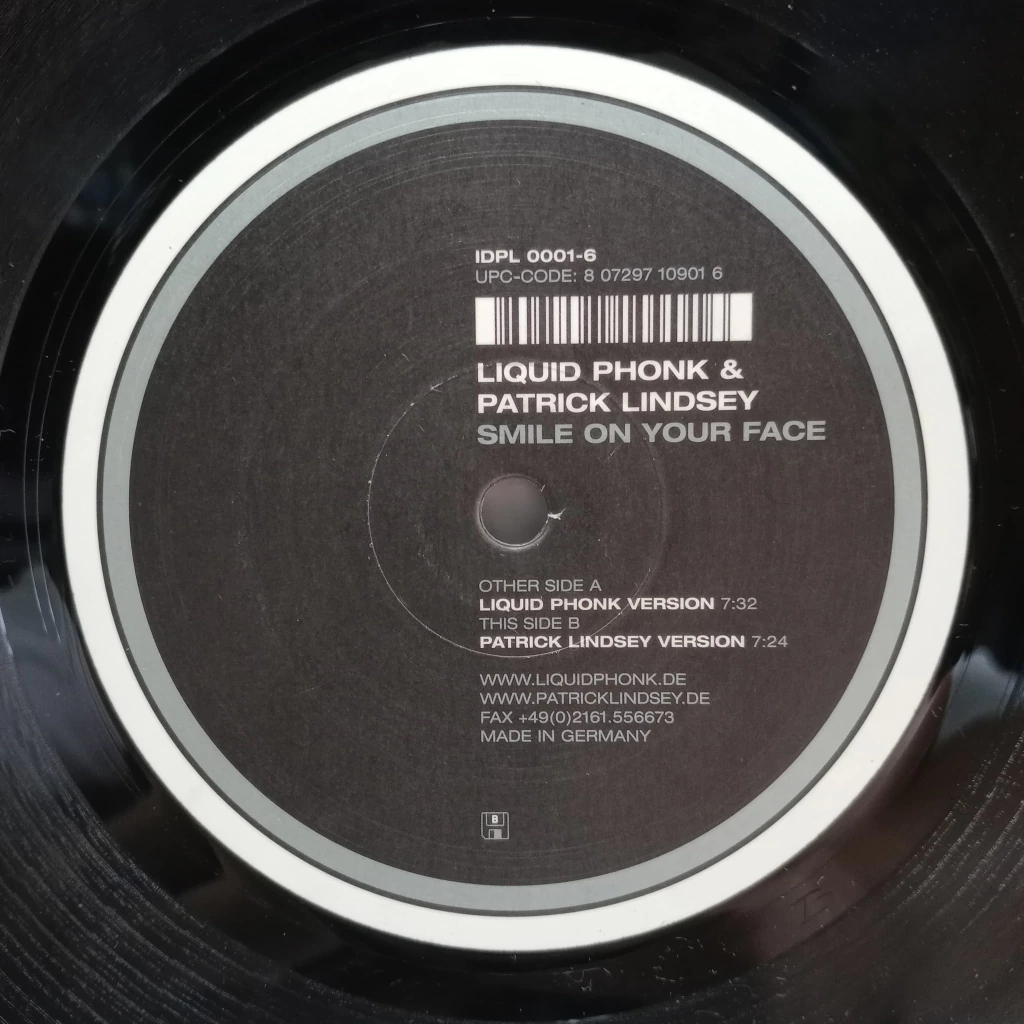 IDPL 0001-6
UPC-CODE: 8 07297 10901 6
LIQUID PHONK &
PATRICK LINDSEY
SMILE ON YOUR FACE
OTHER SIDE A
LIQUID PHONK VERSION 7:32
THIS SIDE B
PATRICK LINDSEY VERSION 7:24
WWW.LIQUIDPHONK.DE
WWW.PATRICKLINDSEY.DE
FAX +49(0)2161.556673
MADE IN GERMANY
B